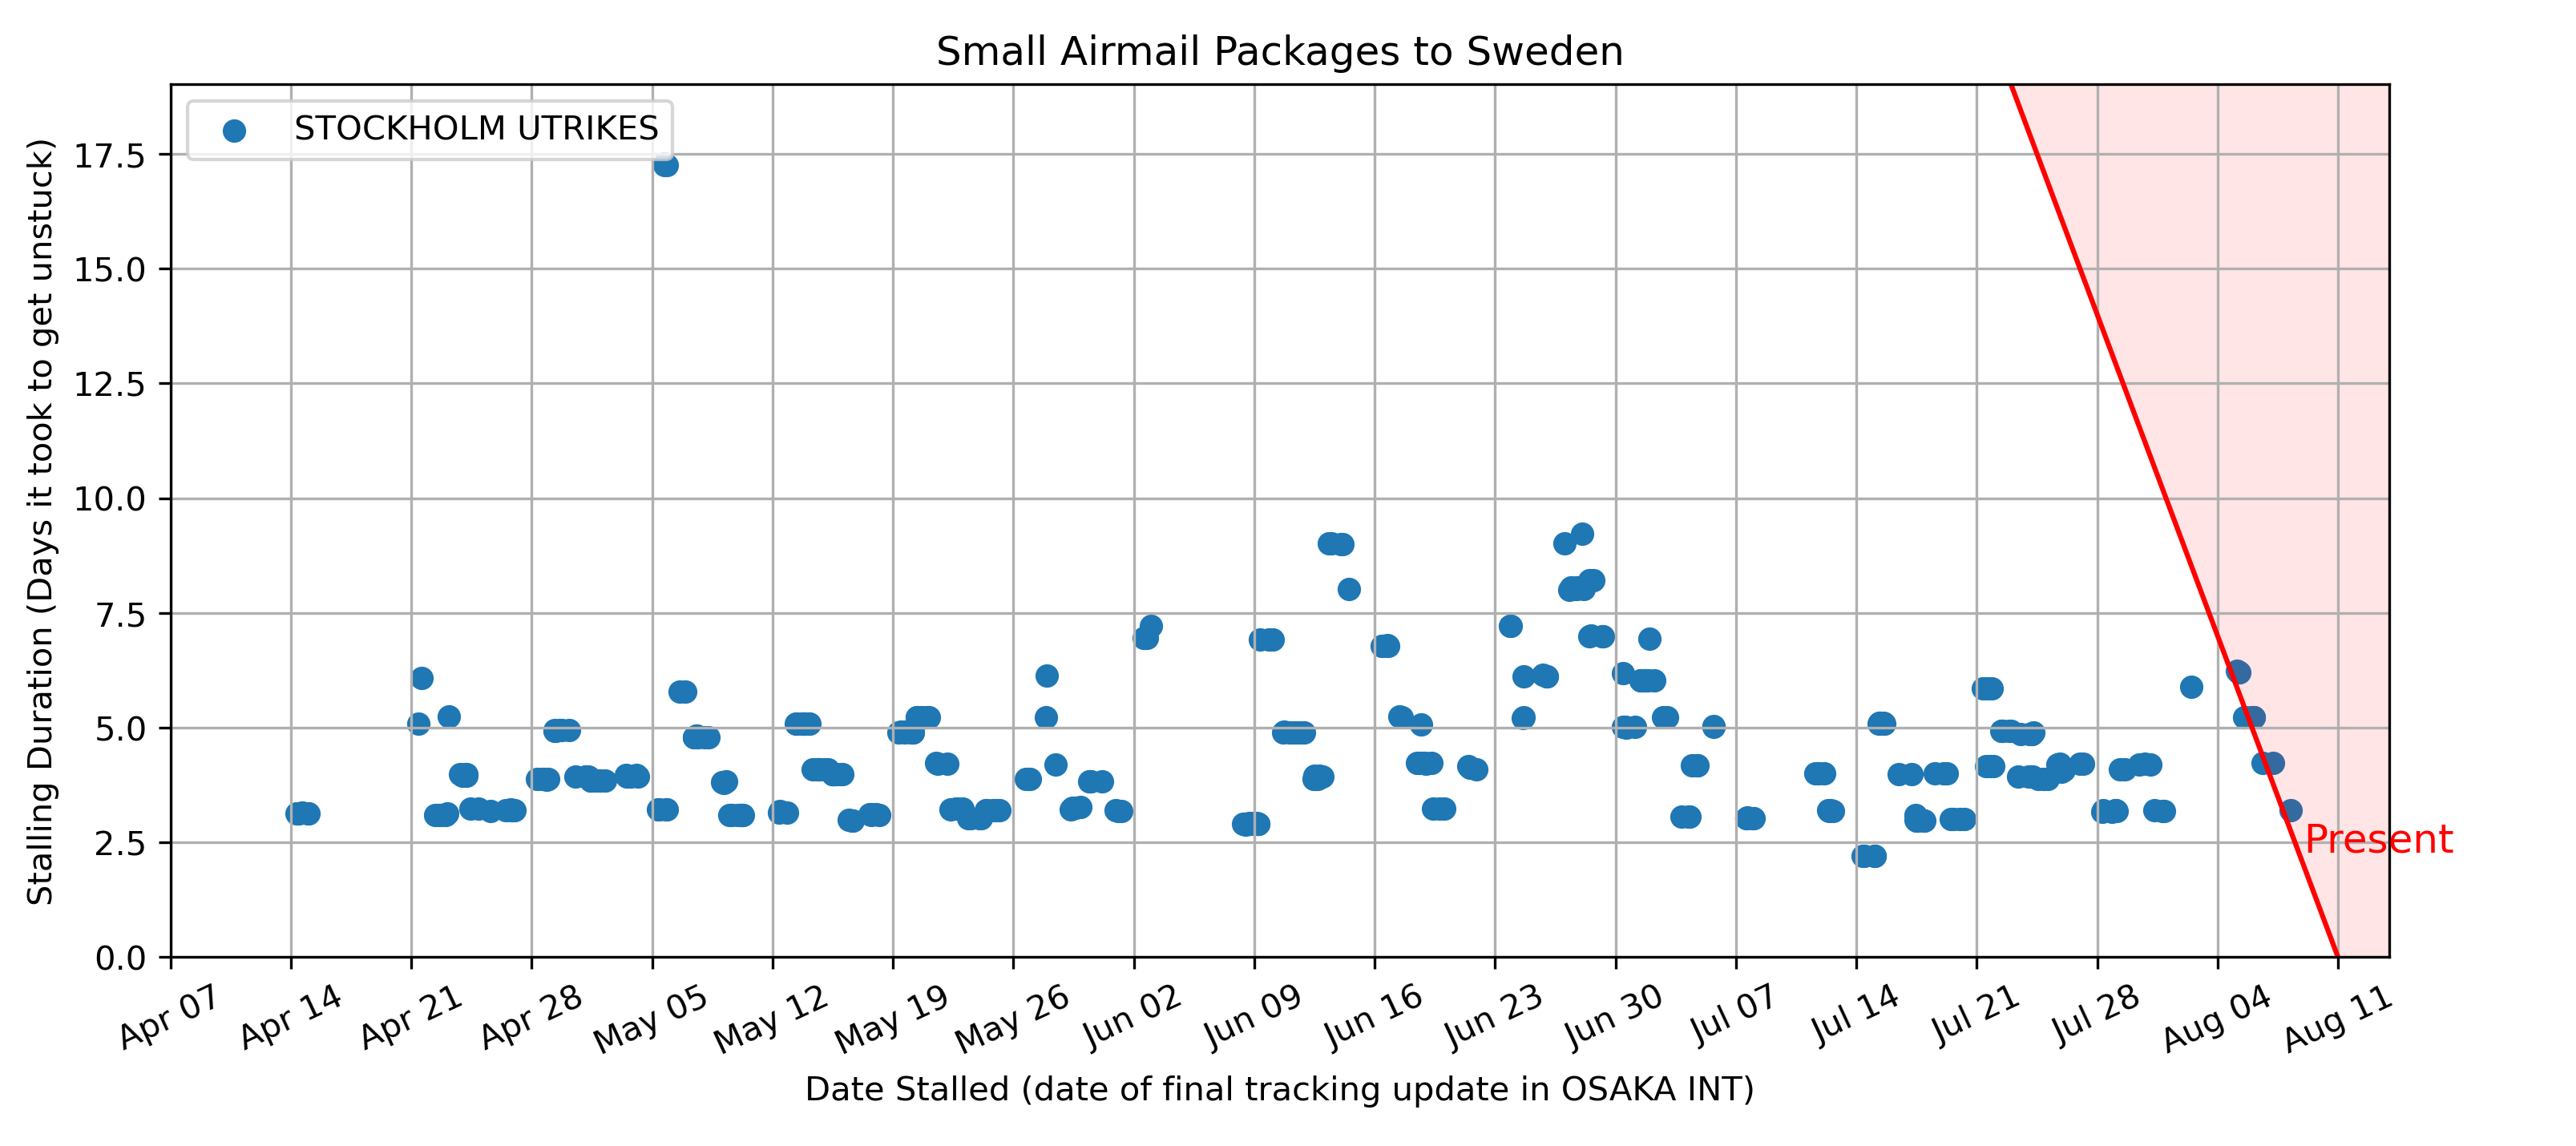 Small Airmail Packages to Sweden
STOCKHOLM UTRIKES
Stalling Duration (Days it took to get unstuck)
17.5
15.0
12.5
10.0
7.5
5.0
2.5
0.0
Present
Apr 07
Apr 14
Apr 21
Apr 28
May 05
May 12
May 19
May 26
Jun 02
Jun 09
Jun 16
Jun 23
Jun 30
Jul 07
Jul 14
Jul 21
Jul 28
Aug 04
Aug 11
Date Stalled (date of final tracking update in OSAKA INT)